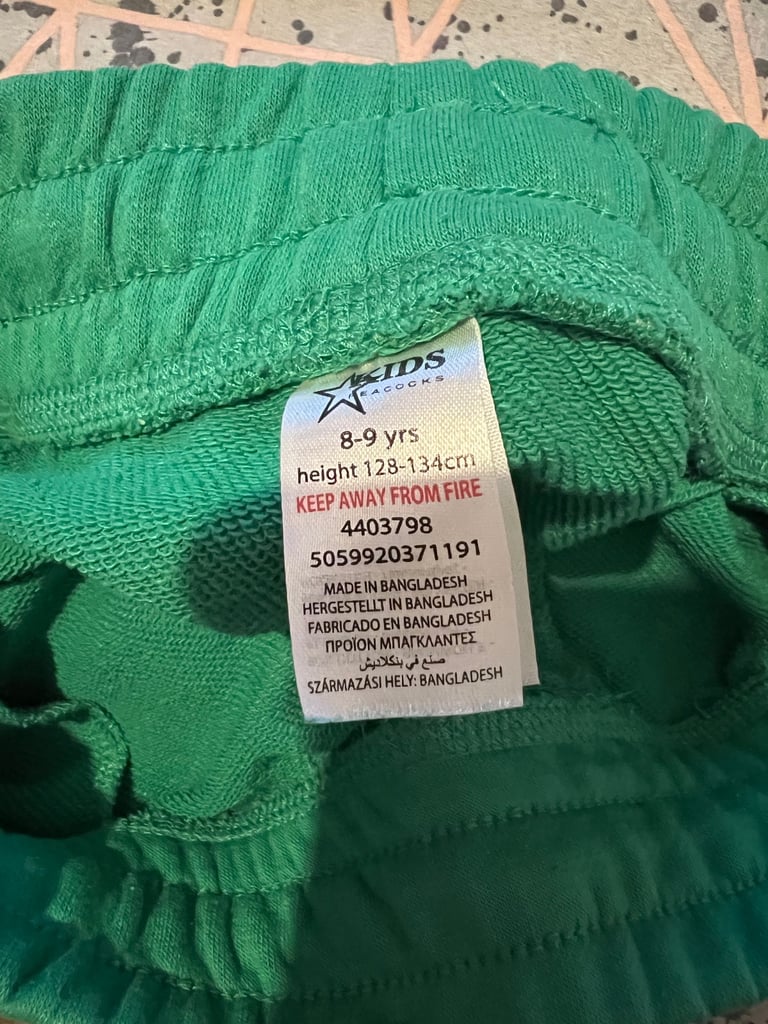 KIDS
PEACOCKS
8-9 yrs
height 128-134cm
KEEP AWAY FROM FIRE
4403798
5059920371191
MADE IN BANGLADESH
HERGESTELLT IN BANGLADESH
FABRICADO EN BANGLADESH
ΠΡΟΪΟΝ ΜΠΑΓΚΛΑΝΤΕΣ
صنع في بنكلاديش
SZÁRMAZÁSI HELY: BANGLADESH